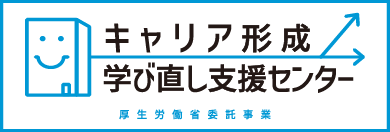 キャリア形成
学び直し支援センター
厚生労働省委託事業